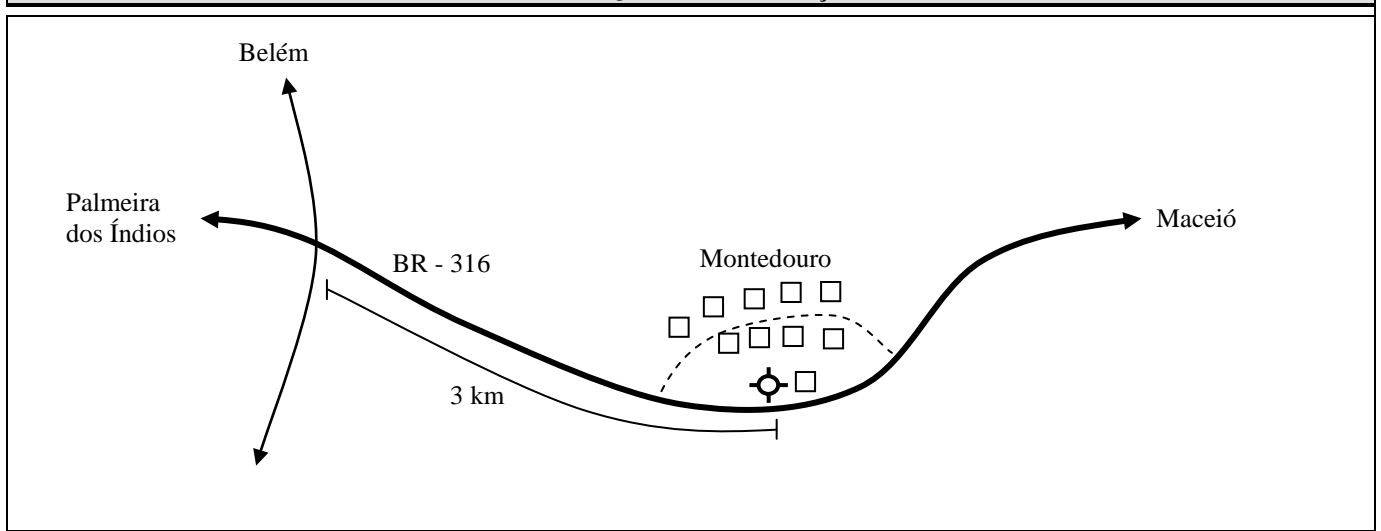 Belém
Palmeira
dos Índios
Maceió
Montedouro
BR - 316
3 km